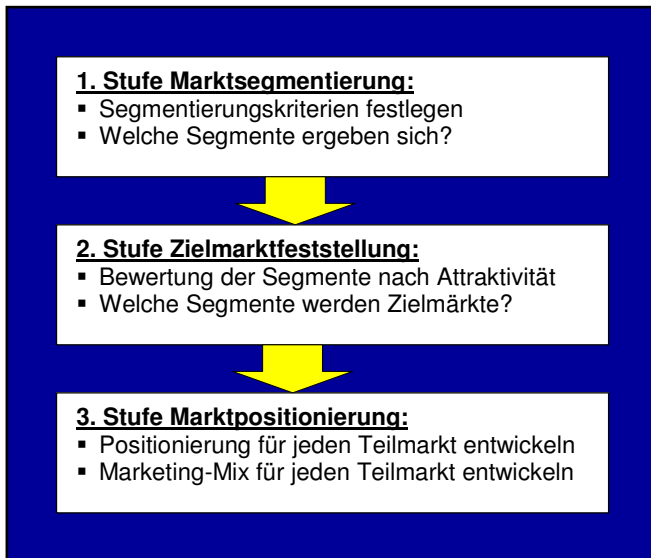 1. Stufe Marktsegmentierung:
▪ Segmentierungskriterien festlegen
▪ Welche Segmente ergeben sich?
2. Stufe Zielmarktfeststellung:
▪ Bewertung der Segmente nach Attraktivität
▪ Welche Segmente werden Zielmärkte?
3. Stufe Marktpositionierung:
▪ Positionierung für jeden Teilmarkt entwickeln
▪ Marketing-Mix für jeden Teilmarkt entwickeln